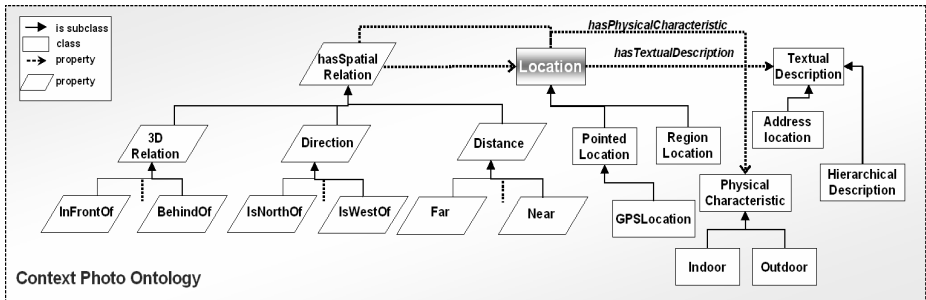 is subclass
class
property
property
hasPhysicalCharacteristic
hasTextualDescription
hasSpatial
Relation
Location
Textual
Description
3D
Relation
Direction
Distance
Pointed
Location
Region
Location
Address
location
Physical
Characteristic
Hierarchical
Description
InFrontOf
BehindOf
IsNorthOf
IsWestOf
Far
Near
GPSLocation
Indoor
Outdoor
Context Photo Ontology